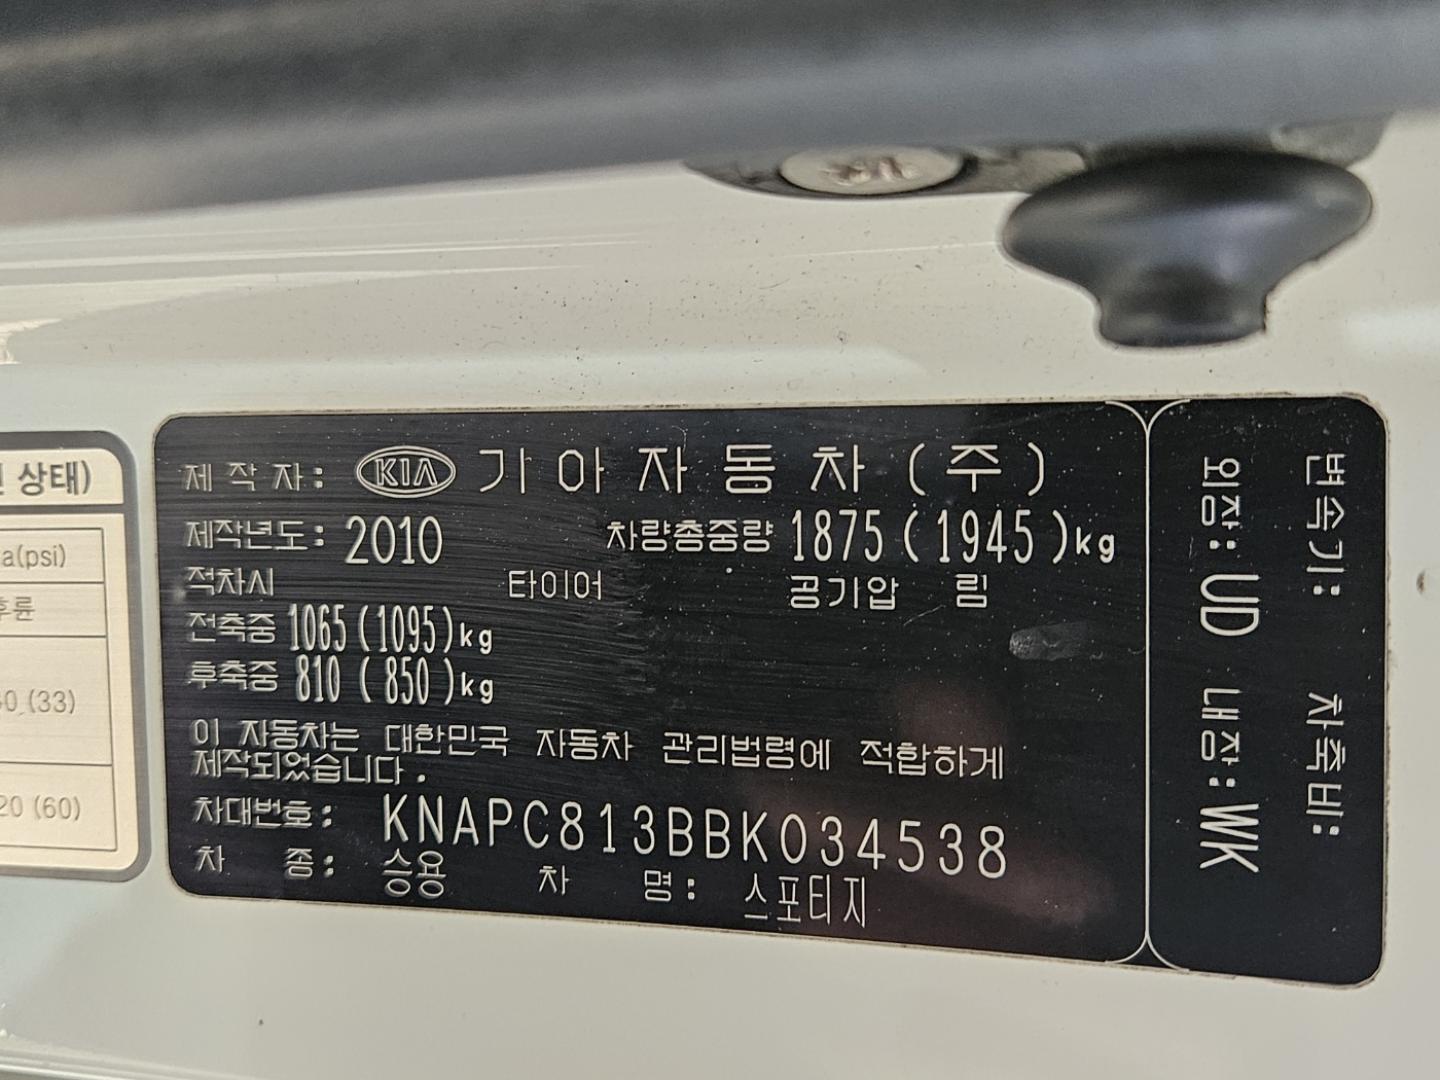 상태)
a(psi)
후륜
(33)
20 (60)
제 작 자: KIA 기아자동차(주)
제작년도: 2010 차량총중량 1875(1945)kg
적차시 타이어 공기압 림
전축중 1065(1095)kg
후축중 810 (850)kg
이 자동차는 대한민국 자동차 관리법령에 적합하게
제작되었습니다.
차대번호: KNAPC813BBK034538
차 종: 승용 차 명: 스포티지
변속기: 차축비:
외장: UD 내장: WK